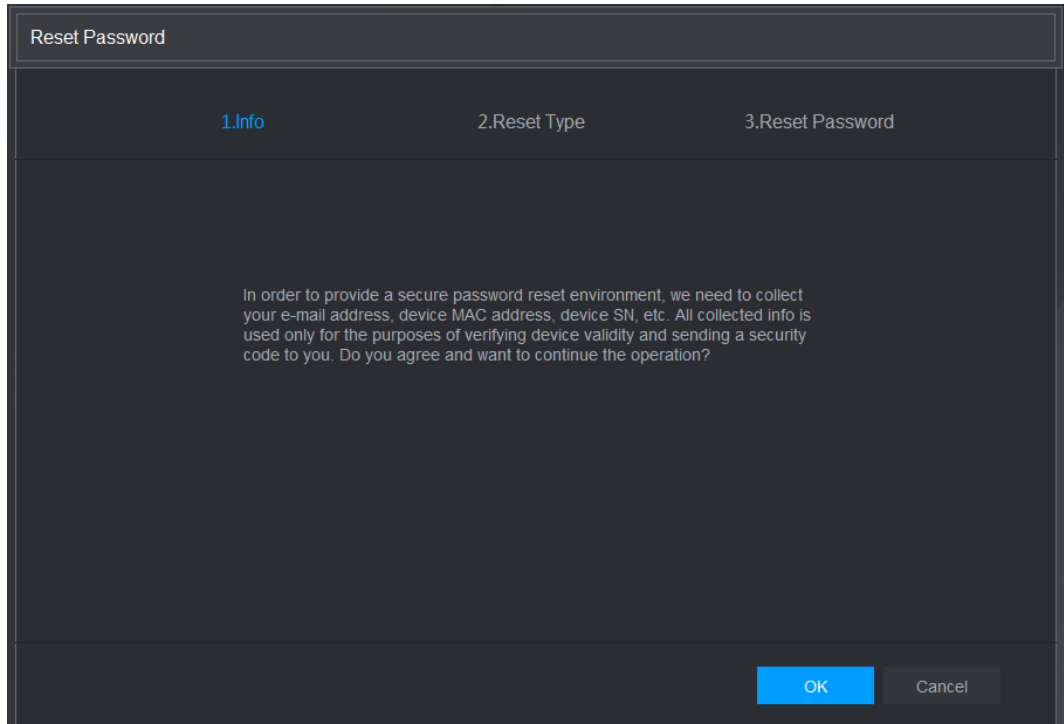 Reset Password
1.Info 2.Reset Type 3.Reset Password
In order to provide a secure password reset environment, we need to collect
your e-mail address, device MAC address, device SN, etc. All collected info is
used only for the purposes of verifying device validity and sending a security
code to you. Do you agree and want to continue the operation?
OK Cancel